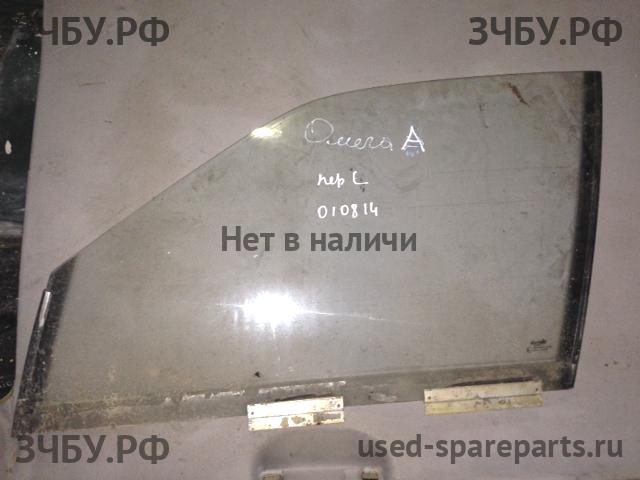 ЗЧБУ.РФ ЗЧБУ.РФ
Омега А
пер L
010814
Нет в наличи
ЗЧБУ.РФ used-spareparts.ru